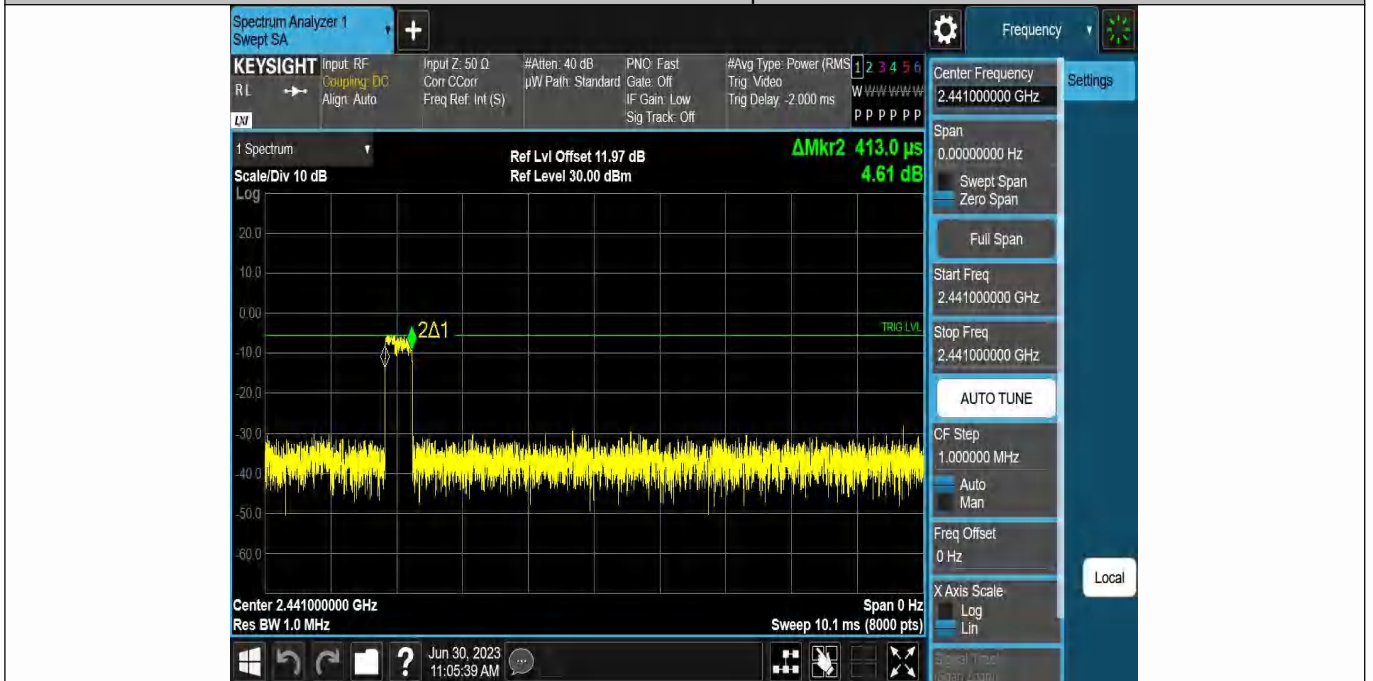 Spectrum Analyzer 1
Swept SA
+
Frequency
KEYSIGHT
RL
LXI
Input: RF
Coupling: DC
Align: Auto
Input Z: 50 Ω
Corr CCorr
Freq Ref: Int (S)
#Atten: 40 dB
µW Path: Standard
PNO: Fast
Gate: Off
IF Gain: Low
Sig Track: Off
#Avg Type: Power (RMS
Trig: Video
Trig Delay: -2.000 ms
1 2 3 4 5 6
W W W W W W
P P P P P P
1 Spectrum
Scale/Div 10 dB
Log
Ref Lvl Offset 11.97 dB
Ref Level 30.00 dBm
ΔMkr2 413.0 µs
4.61 dB
20.0
10.0
0.00
-10.0
-20.0
-30.0
-40.0
-50.0
-60.0
2Δ1
TRIG LVL
Center 2.441000000 GHz
Res BW 1.0 MHz
Span 0 Hz
Sweep 10.1 ms (8000 pts)
Center Frequency
2.441000000 GHz
Settings
Span
0.00000000 Hz
Swept Span
Zero Span
Full Span
Start Freq
2.441000000 GHz
Stop Freq
2.441000000 GHz
AUTO TUNE
CF Step
1.000000 MHz
Auto
Man
Freq Offset
0 Hz
X Axis Scale
Log
Lin
Signal Track
(Span Zoom)
Local
?
Jun 30, 2023
11:05:39 AM